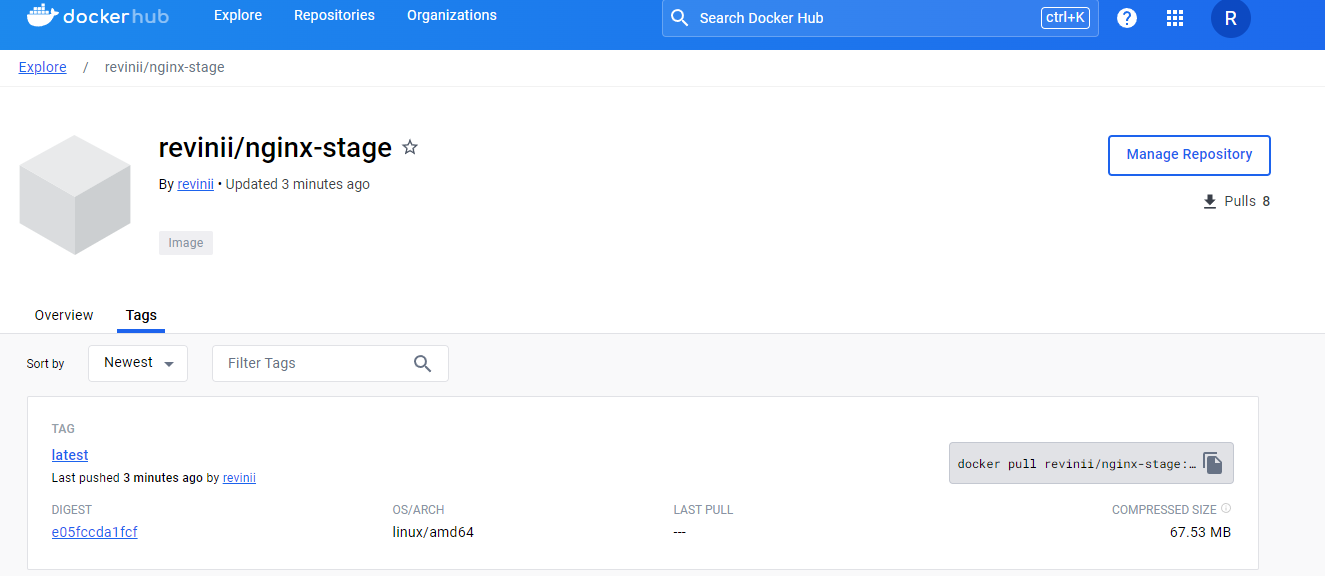 dockerhub Explore Repositories Organizations Search Docker Hub ctrl+K ? R
Explore / revinii/nginx-stage
revinii/nginx-stage
Manage Repository
By revinii • Updated 3 minutes ago
Pulls 8
Image
Overview Tags
Sort by Newest Filter Tags
TAG
latest
docker pull revinii/nginx-stage:…
Last pushed 3 minutes ago by revinii
DIGEST OS/ARCH LAST PULL COMPRESSED SIZE
e05fccda1fcf linux/amd64 --- 67.53 MB